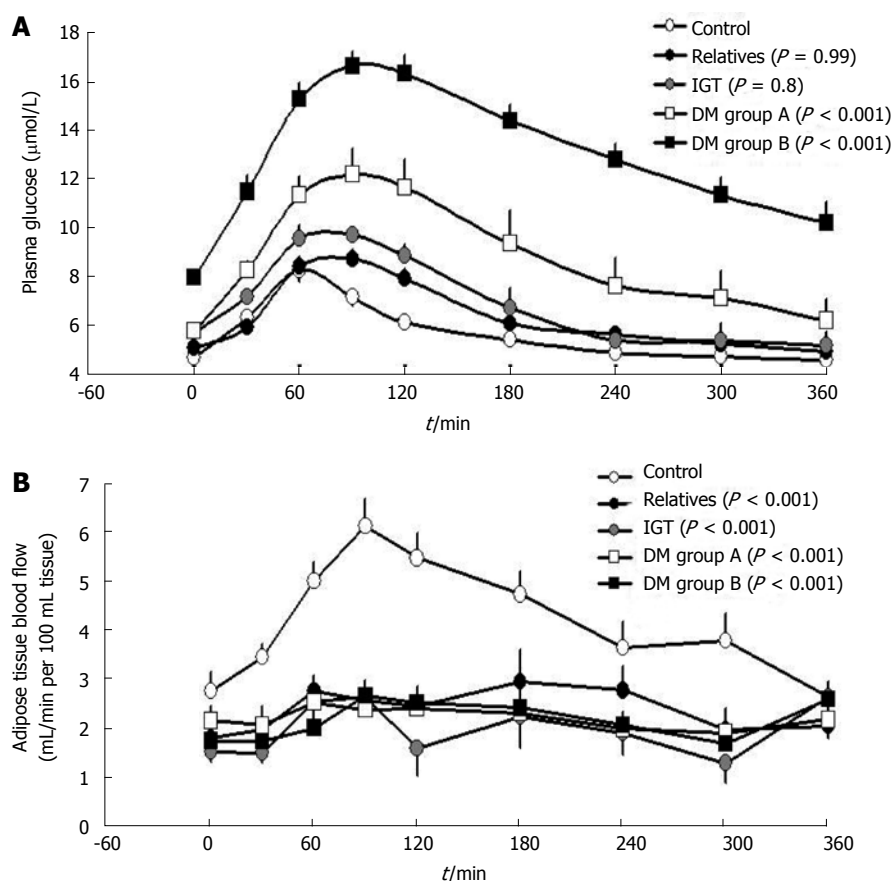 A
18
16
14
12
10
8
6
4
Plasma glucose (μmol/L)
-60 0 60 120 180 240 300 360
t/min
Control
Relatives (P = 0.99)
IGT (P = 0.8)
DM group A (P < 0.001)
DM group B (P < 0.001)
B
7
6
5
4
3
2
1
0
Adipose tissue blood flow
(mL/min per 100 mL tissue)
-60 0 60 120 180 240 300 360
t/min
Control
Relatives (P < 0.001)
IGT (P < 0.001)
DM group A (P < 0.001)
DM group B (P < 0.001)